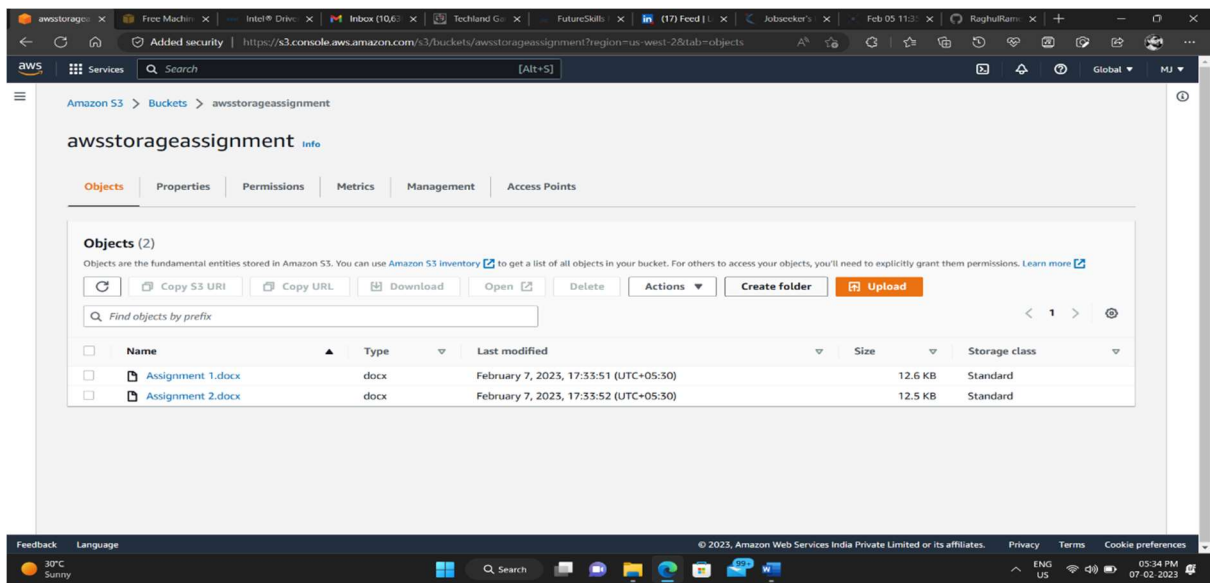 awsstorage
Free Machin
Intel® Drive
Inbox (10,63
Techland Ga
FutureSkills
(17) Feed | L
Jobseeker's
Feb 05 11:3
RaghulRam
Added security | https://s3.console.aws.amazon.com/s3/buckets/awsstorageassignment?region=us-west-2&tab=objects
aws
Services
Search
[Alt+S]
Global
MJ
Amazon S3 > Buckets > awsstorageassignment
awsstorageassignment Info
Objects
Properties
Permissions
Metrics
Management
Access Points
Objects (2)
Objects are the fundamental entities stored in Amazon S3. You can use Amazon S3 inventory to get a list of all objects in your bucket. For others to access your objects, you'll need to explicitly grant them permissions. Learn more
Copy S3 URI
Copy URL
Download
Open
Delete
Actions
Create folder
Upload
Find objects by prefix
1
Name Type Last modified Size Storage class
Assignment 1.docx docx February 7, 2023, 17:33:51 (UTC+05:30) 12.6 KB Standard
Assignment 2.docx docx February 7, 2023, 17:33:52 (UTC+05:30) 12.5 KB Standard
Feedback Language © 2023, Amazon Web Services India Private Limited or its affiliates. Privacy Terms Cookie preferences
30°C
Sunny
Search
99+
ENG
US
05:34 PM
07-02-2023